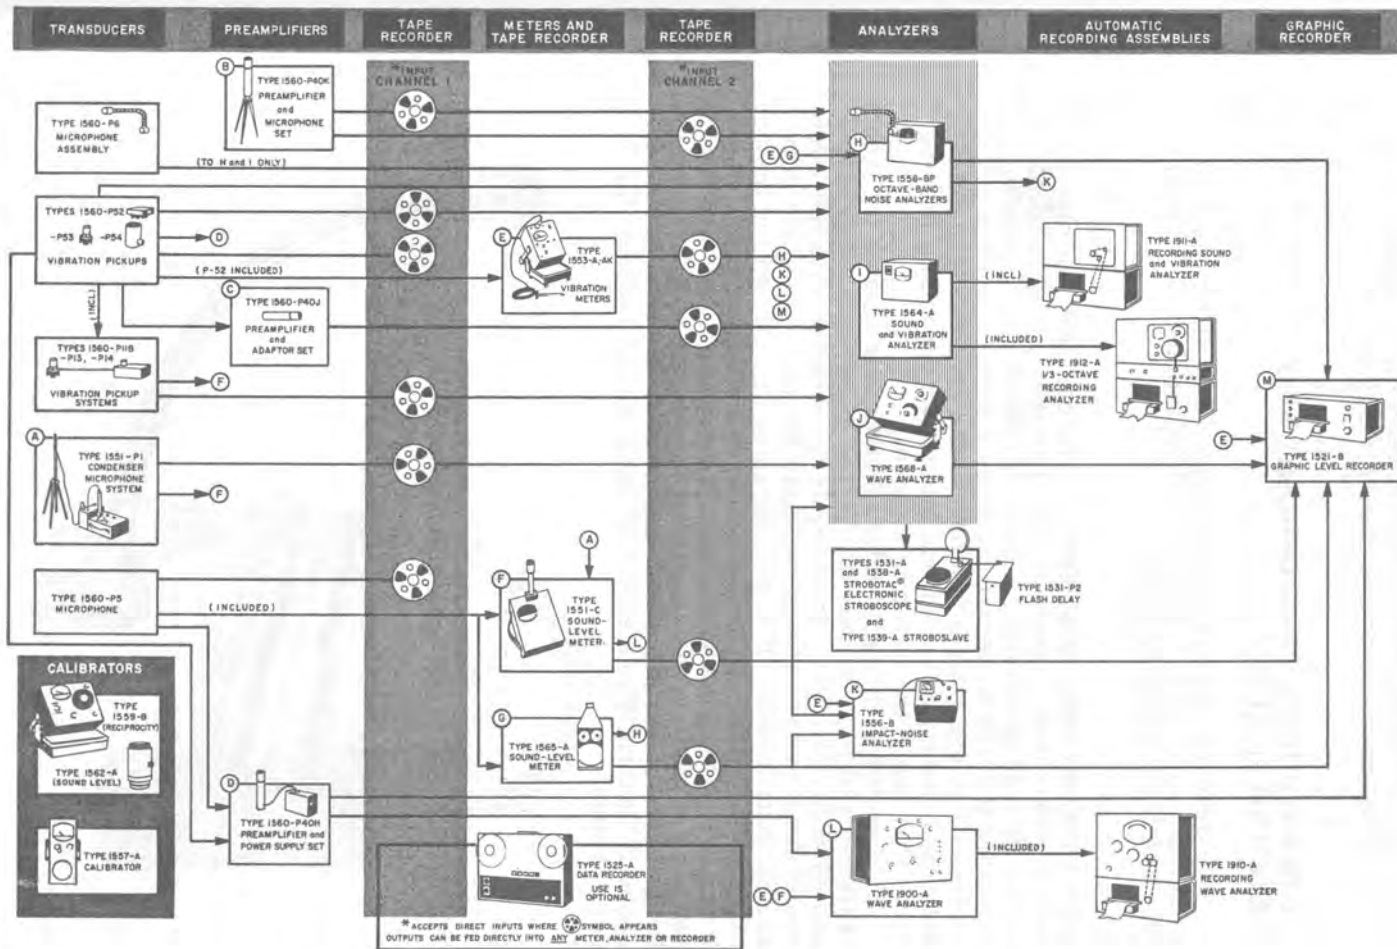 TRANSDUCERS
PREAMPLIFIERS
TAPE
RECORDER
METERS AND
TAPE RECORDER
TAPE
RECORDER
ANALYZERS
AUTOMATIC
RECORDING ASSEMBLIES
GRAPHIC
RECORDER
*INPUT
CHANNEL 1
*INPUT
CHANNEL 2
B
TYPE 1560-P40K
PREAMPLIFIER
and
MICROPHONE
SET
TYPE 1560-P6
MICROPHONE
ASSEMBLY
(TO H and I ONLY)
E G
H
TYPE 1558-BP
OCTAVE-BAND
NOISE ANALYZERS
K
TYPES 1560-P52
-P53
-P54
VIBRATION PICKUPS
D
(P-52 INCLUDED)
E
TYPE
1553-A,-AK
VIBRATION
METERS
H
K
L
M
I
TYPE 1564-A
SOUND
and VIBRATION
ANALYZER
(INCL)
TYPE 1911-A
RECORDING SOUND
and VIBRATION
ANALYZER
(INCLUDED)
TYPE 1912-A
1/3-OCTAVE
RECORDING
ANALYZER
(INCL)
C
TYPE 1560-P40J
PREAMPLIFIER
and
ADAPTOR SET
TYPES 1560-P11B
-P13, -P14
VIBRATION PICKUP
SYSTEMS
F
J
TYPE 1568-A
WAVE ANALYZER
M
E
TYPE 1521-B
GRAPHIC LEVEL RECORDER
A
TYPE 1551-P1
CONDENSER
MICROPHONE
SYSTEM
F
TYPES 1531-A
and 1538-A
STROBOTAC®
ELECTRONIC
STROBOSCOPE
and
TYPE 1539-A STROBOSLAVE
TYPE 1531-P2
FLASH DELAY
TYPE 1560-P5
MICROPHONE
(INCLUDED)
A
F
TYPE
1551-C
SOUND-
LEVEL
METER.
L
CALIBRATORS
TYPE
1559-B
(RECIPROCITY)
TYPE 1562-A
(SOUND LEVEL)
TYPE 1557-A
CALIBRATOR
G
TYPE 1565-A
SOUND-LEVEL
METER
H
E
K
TYPE
1556-B
IMPACT-NOISE
ANALYZER
D
TYPE 1560-P40H
PREAMPLIFIER and
POWER SUPPLY SET
TYPE 1525-A
DATA RECORDER
USE IS
OPTIONAL
E F
L
TYPE 1900-A
WAVE ANALYZER
(INCLUDED)
TYPE 1910-A
RECORDING
WAVE ANALYZER
*ACCEPTS DIRECT INPUTS WHERE SYMBOL APPEARS
OUTPUTS CAN BE FED DIRECTLY INTO ANY METER, ANALYZER OR RECORDER